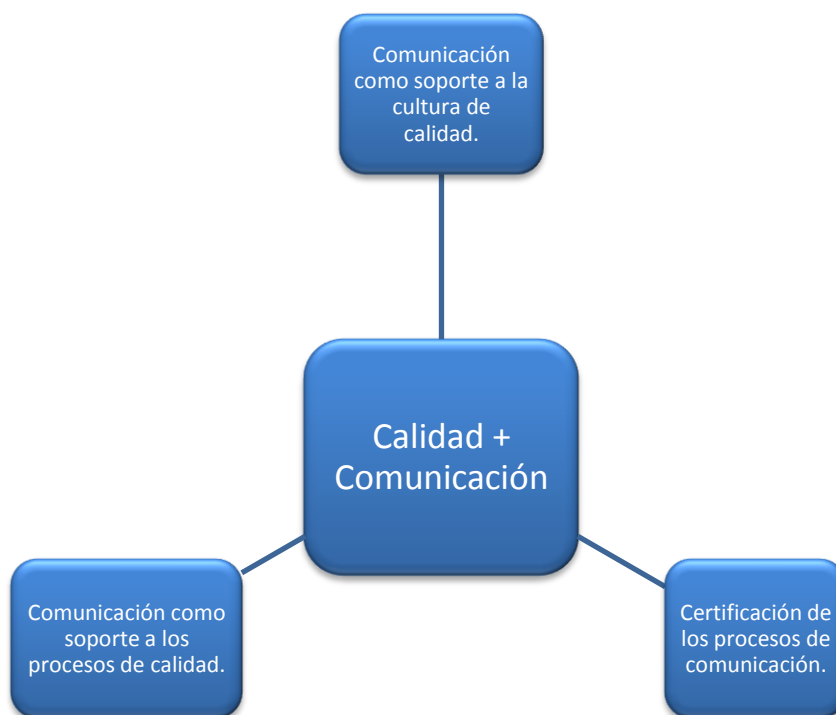 Comunicación
como soporte a la
cultura de
calidad.
Calidad +
Comunicación
Comunicación como
soporte a los
procesos de calidad.
Certificación de
los procesos de
comunicación.